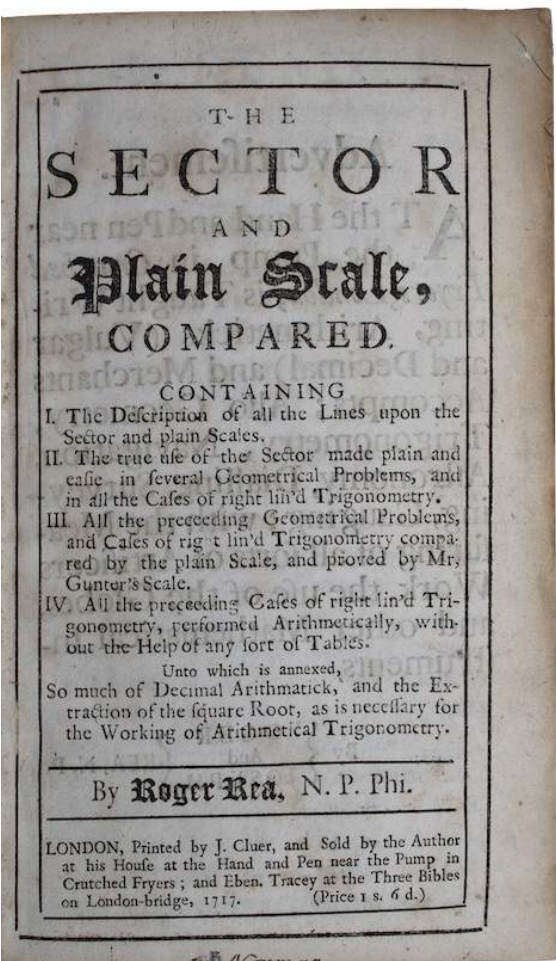 THE
SECTOR
AND
Plain Scale,
COMPARED.
CONTAINING
I. The Deſcription of all the Lines upon the
Sector and plain Scales.
II. The true uſe of the Sector made plain and
eaſie in ſeveral Geometrical Problems, and
in all the Caſes of right lin'd Trigonometry.
III. All the preceeding Geometrical Problems,
and Caſes of right lin'd Trigonometry compa-
red by the plain Scale, and proved by Mr,
Gunter's Scale.
IV. All the preceeding Caſes of right lin'd Tri-
gonometry, performed Arithmetically, with-
out the Help of any ſort of Tables.
Unto which is annexed,
So much of Decimal Arithmatick, and the Ex-
traction of the ſquare Root, as is neceſſary for
the Working of Arithmetical Trigonometry.
By Roger Rea, N. P. Phi.
LONDON, Printed by J. Cluer, and Sold by the Author
at his Houſe at the Hand and Pen near the Pump in
Crutched Fryers; and Eben. Tracey at the Three Bibles
on London-bridge, 1717. (Price 1 s. 6 d.)